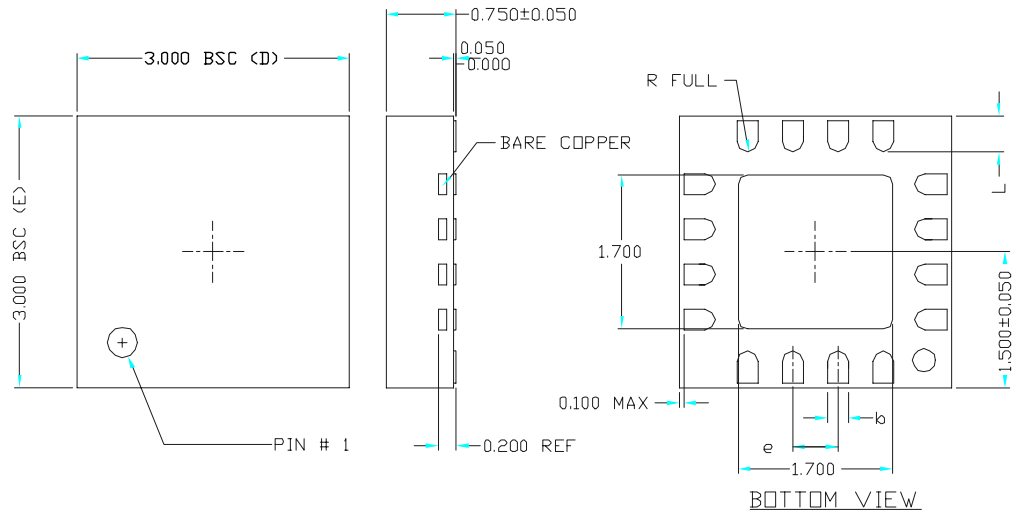 0.750±0.050
3.000 BSC (D)
0.050
0.000
R FULL
BARE COPPER
3.000 BSC (E)
L
1.700
1.500±0.050
0.100 MAX
b
PIN # 1
0.200 REF
e
1.700
BOTTOM VIEW